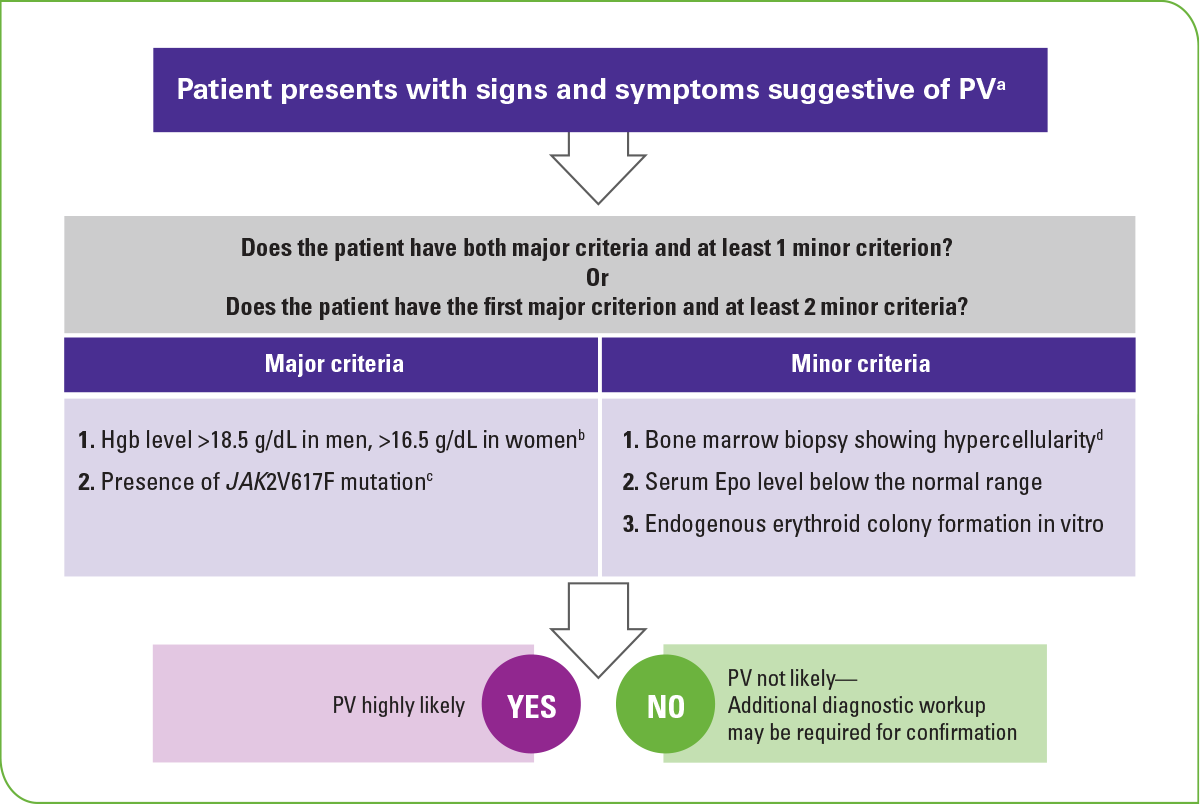 Patient presents with signs and symptoms suggestive of PVᵃ
Does the patient have both major criteria and at least 1 minor criterion?
Or
Does the patient have the first major criterion and at least 2 minor criteria?
Major criteria
1. Hgb level >18.5 g/dL in men, >16.5 g/dL in womenᵇ
2. Presence of JAK2V617F mutationᶜ
Minor criteria
1. Bone marrow biopsy showing hypercellularityᵈ
2. Serum Epo level below the normal range
3. Endogenous erythroid colony formation in vitro
PV highly likely
YES
NO
PV not likely—
Additional diagnostic workup
may be required for confirmation